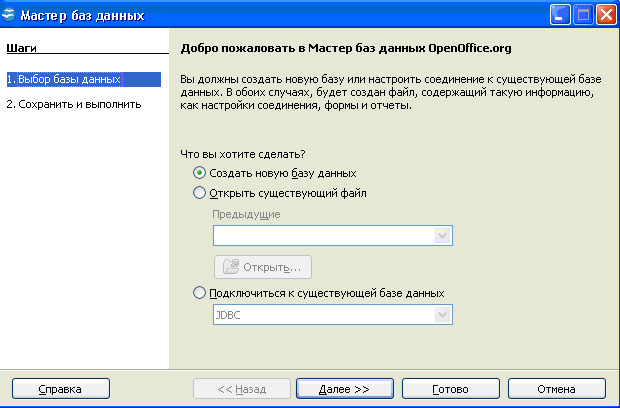 Мастер баз данных
Шаги
Добро пожаловать в Мастер баз данных OpenOffice.org
1. Выбор базы данных
2. Сохранить и выполнить
Вы должны создать новую базу или настроить соединение к существующей базе
данных. В обоих случаях, будет создан файл, содержащий такую информацию,
как настройки соединения, формы и отчеты.
Что вы хотите сделать?
Создать новую базу данных
Открыть существующий файл
Предыдущие
Открыть...
Подключиться к существующей базе данных
JDBC
Справка
<< Назад
Далее >>
Готово
Отмена